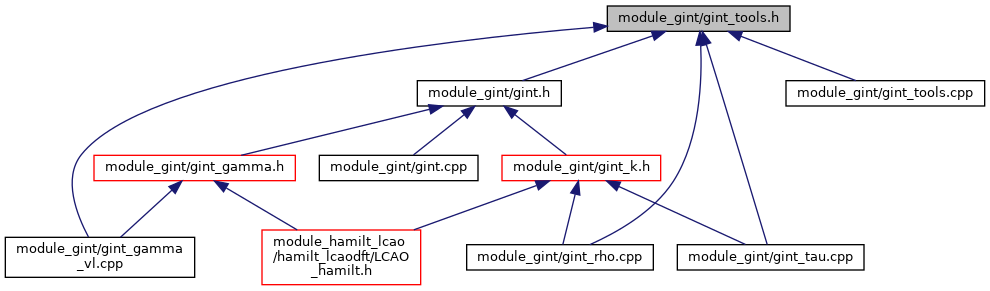 module_gint/gint_tools.h
module_gint/gint.h
module_gint/gint_tools.cpp
module_gint/gint_gamma.h
module_gint/gint.cpp
module_gint/gint_k.h
module_gint/gint_gamma
_vl.cpp
module_hamilt_lcao
/hamilt_lcaodft/LCAO
_hamilt.h
module_gint/gint_rho.cpp
module_gint/gint_tau.cpp